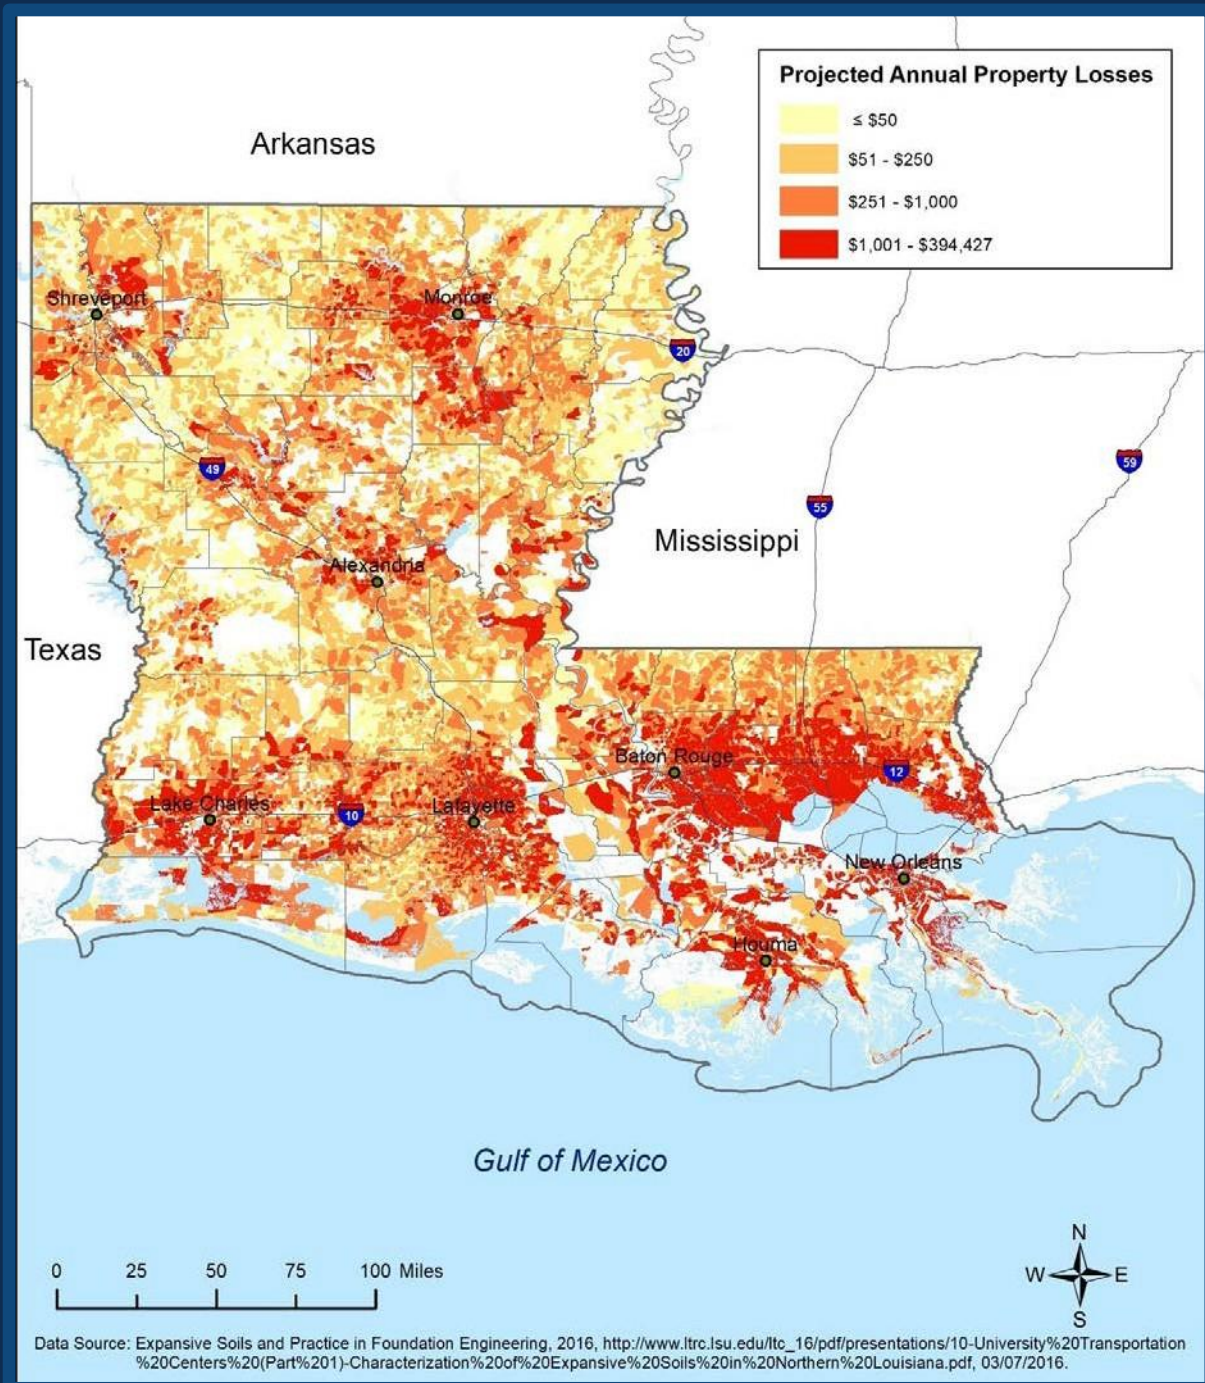 Projected Annual Property Losses
≤ $50
$51 - $250
$251 - $1,000
$1,001 - $394,427
Arkansas
Shreveport
Monroe
20
49
59
55
Mississippi
Alexandria
Texas
Baton Rouge
12
Lake Charles
10
Lafayette
New Orleans
Houma
Gulf of Mexico
N
W E
S
0 25 50 75 100 Miles
Data Source: Expansive Soils and Practice in Foundation Engineering, 2016, http://www.ltrc.lsu.edu/ltc_16/pdf/presentations/10-University%20Transportation
%20Centers%20(Part%201)-Characterization%20of%20Expansive%20Soils%20in%20Northern%20Louisiana.pdf, 03/07/2016.